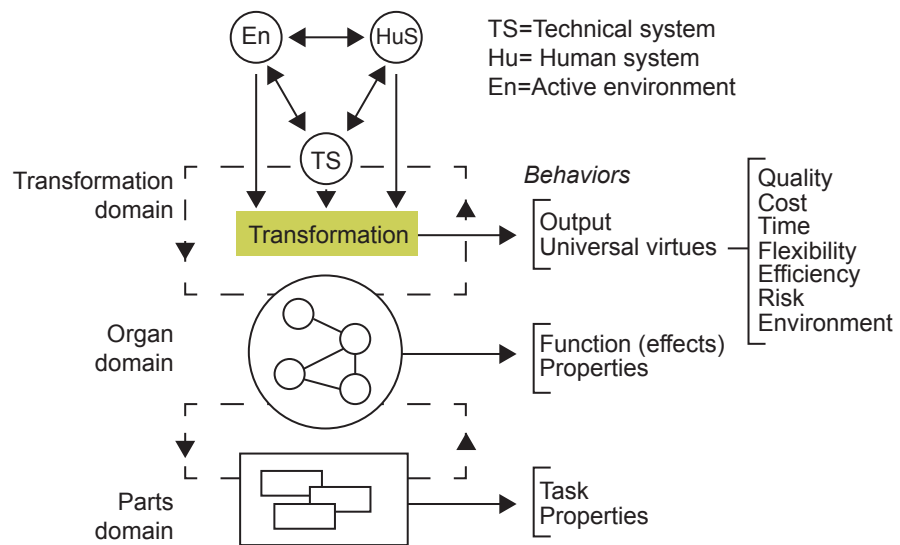 En
HuS
TS=Technical system
Hu= Human system
En=Active environment
TS
Transformation
domain
Transformation
Behaviors
Output
Universal virtues
Quality
Cost
Time
Flexibility
Efficiency
Risk
Environment
Organ
domain
Function (effects)
Properties
Parts
domain
Task
Properties